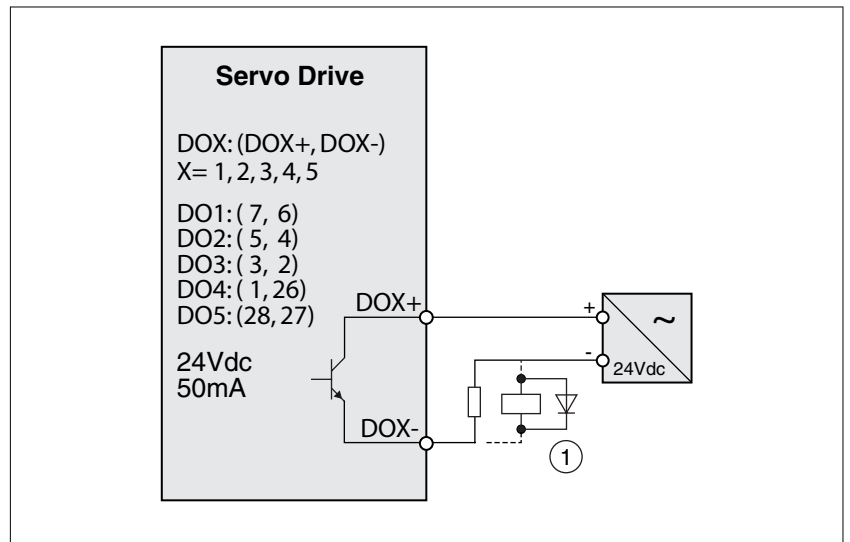 Servo Drive
DOX: (DOX+, DOX-)
X= 1, 2, 3, 4, 5
DO1: ( 7, 6)
DO2: ( 5, 4)
DO3: ( 3, 2)
DO4: ( 1, 26)
DO5: (28, 27)
24Vdc
50mA
DOX+
DOX-
+
~
-
24Vdc
1